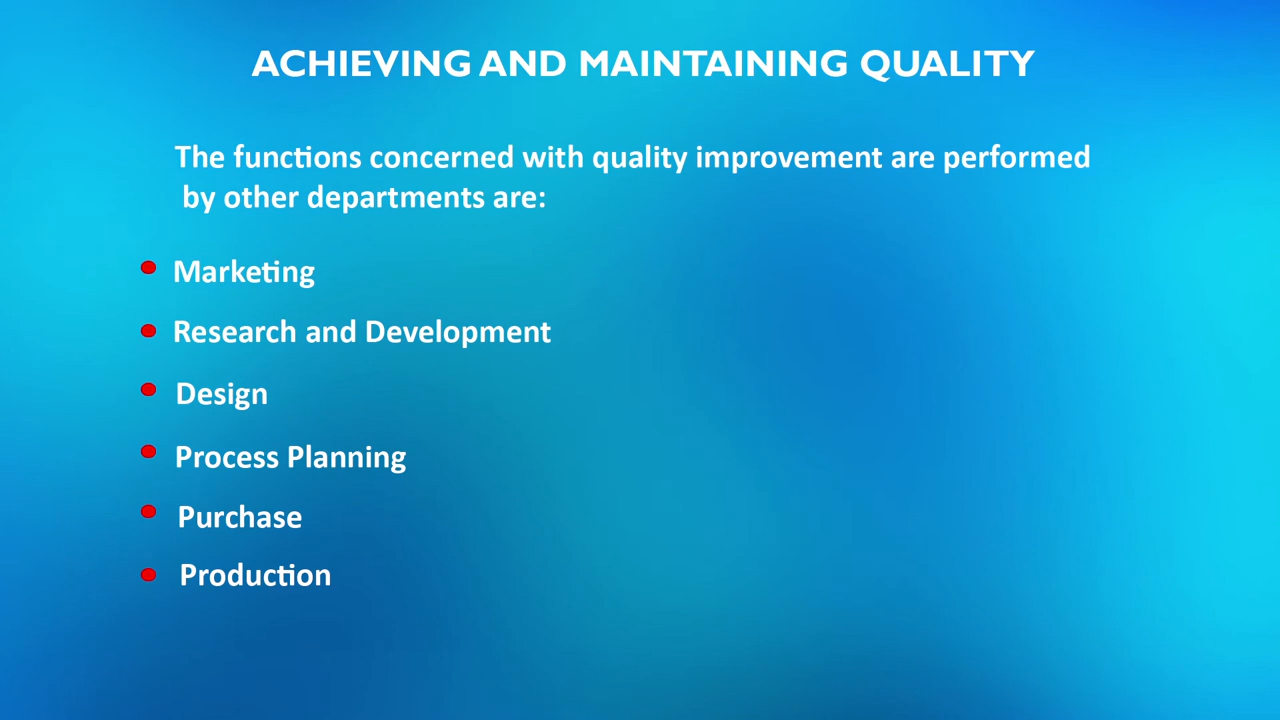 ACHIEVING AND MAINTAINING QUALITY
The functions concerned with quality improvement are performed
by other departments are:
Marketing
Research and Development
Design
Process Planning
Purchase
Production